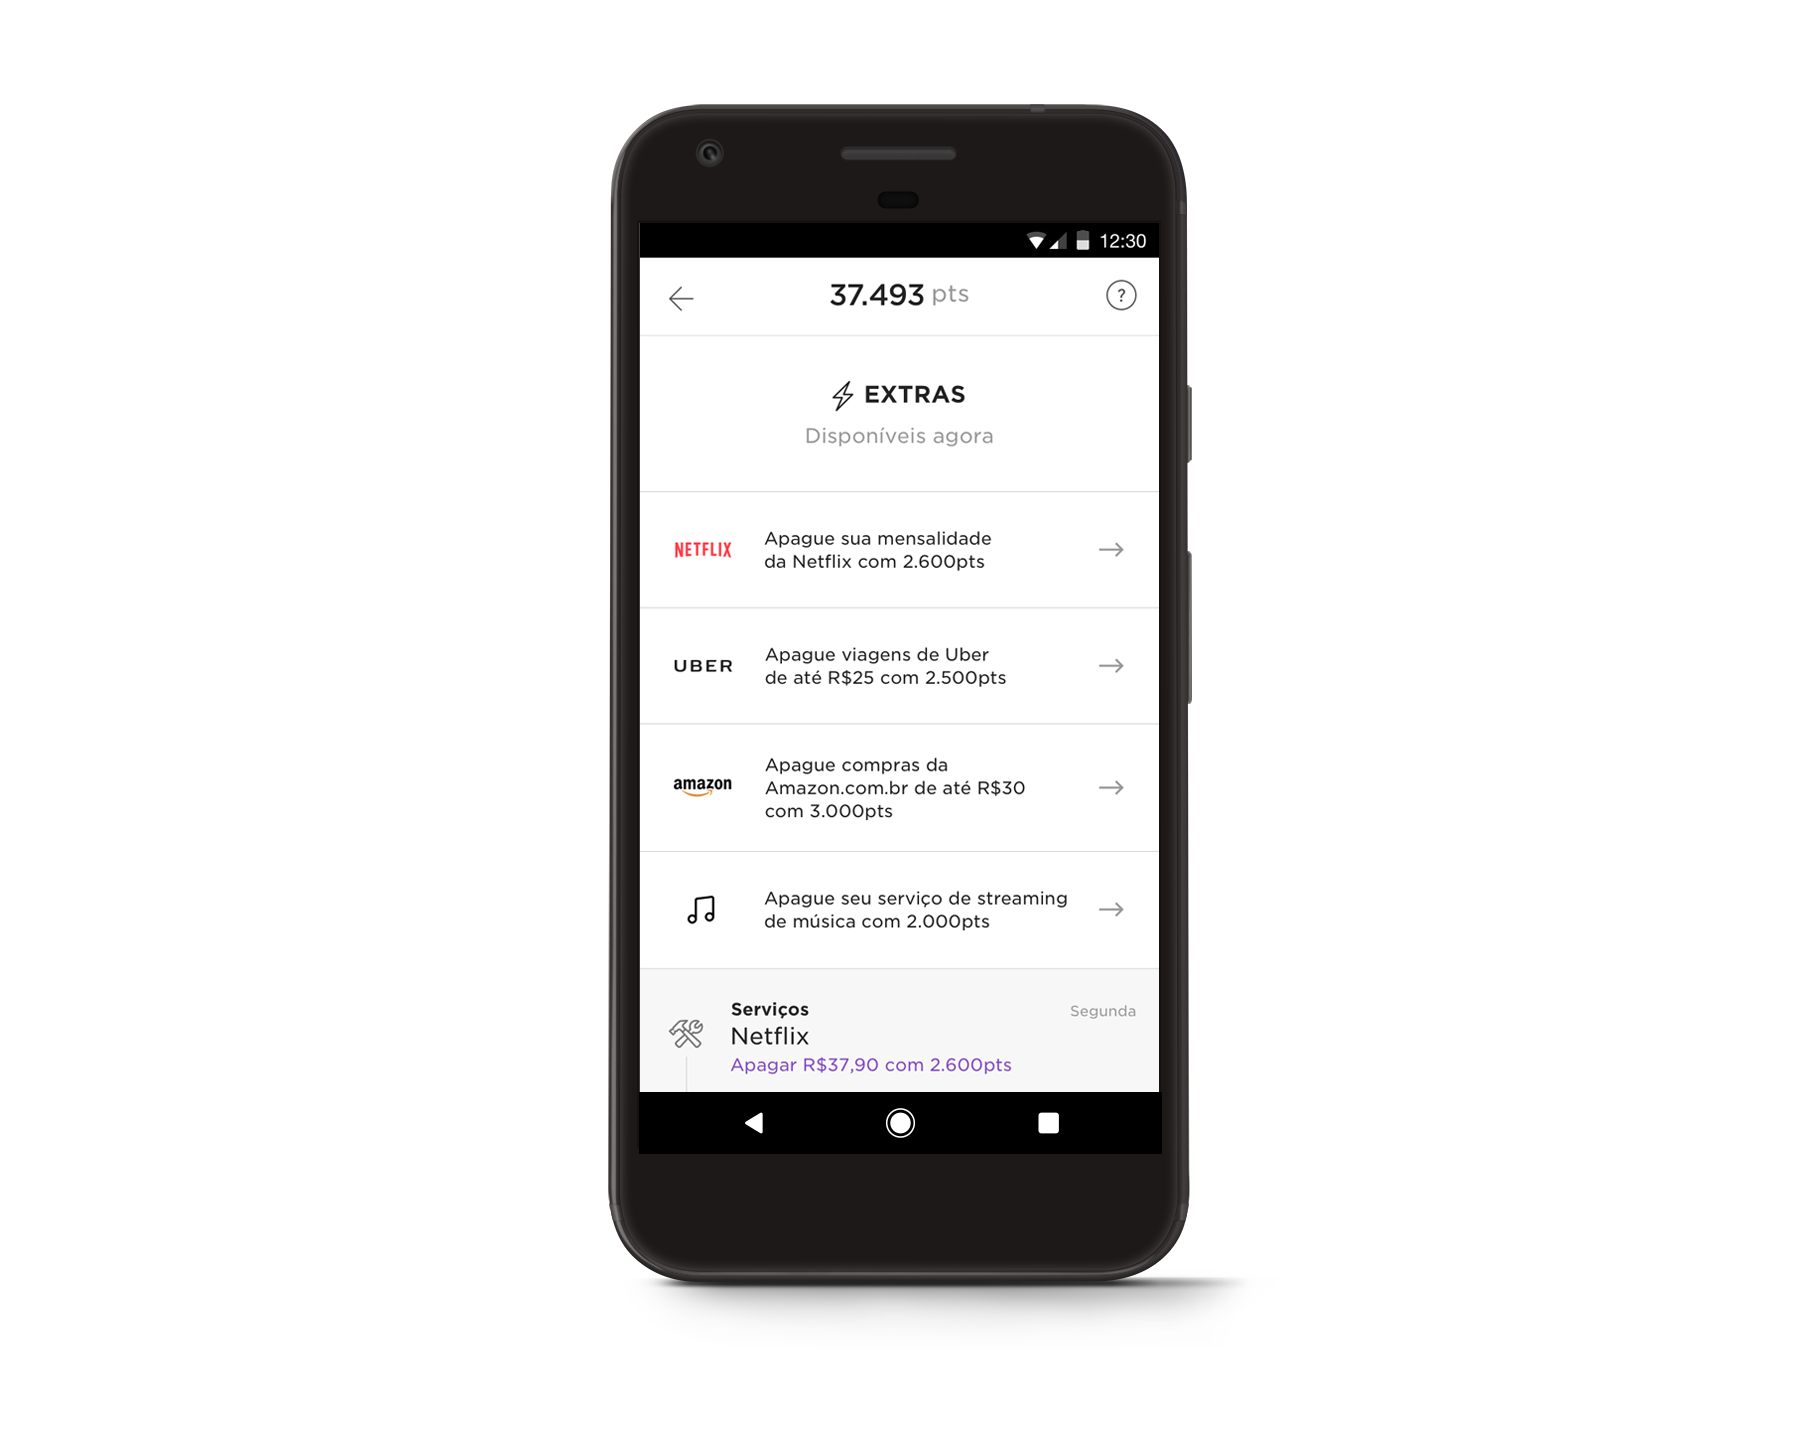 12:30
37.493 pts
?
EXTRAS
Disponíveis agora
NETFLIX
Apague sua mensalidade
da Netflix com 2.600pts
UBER
Apague viagens de Uber
de até R$25 com 2.500pts
amazon
Apague compras da
Amazon.com.br de até R$30
com 3.000pts
Apague seu serviço de streaming
de música com 2.000pts
Serviços
Segunda
Netflix
Apagar R$37,90 com 2.600pts